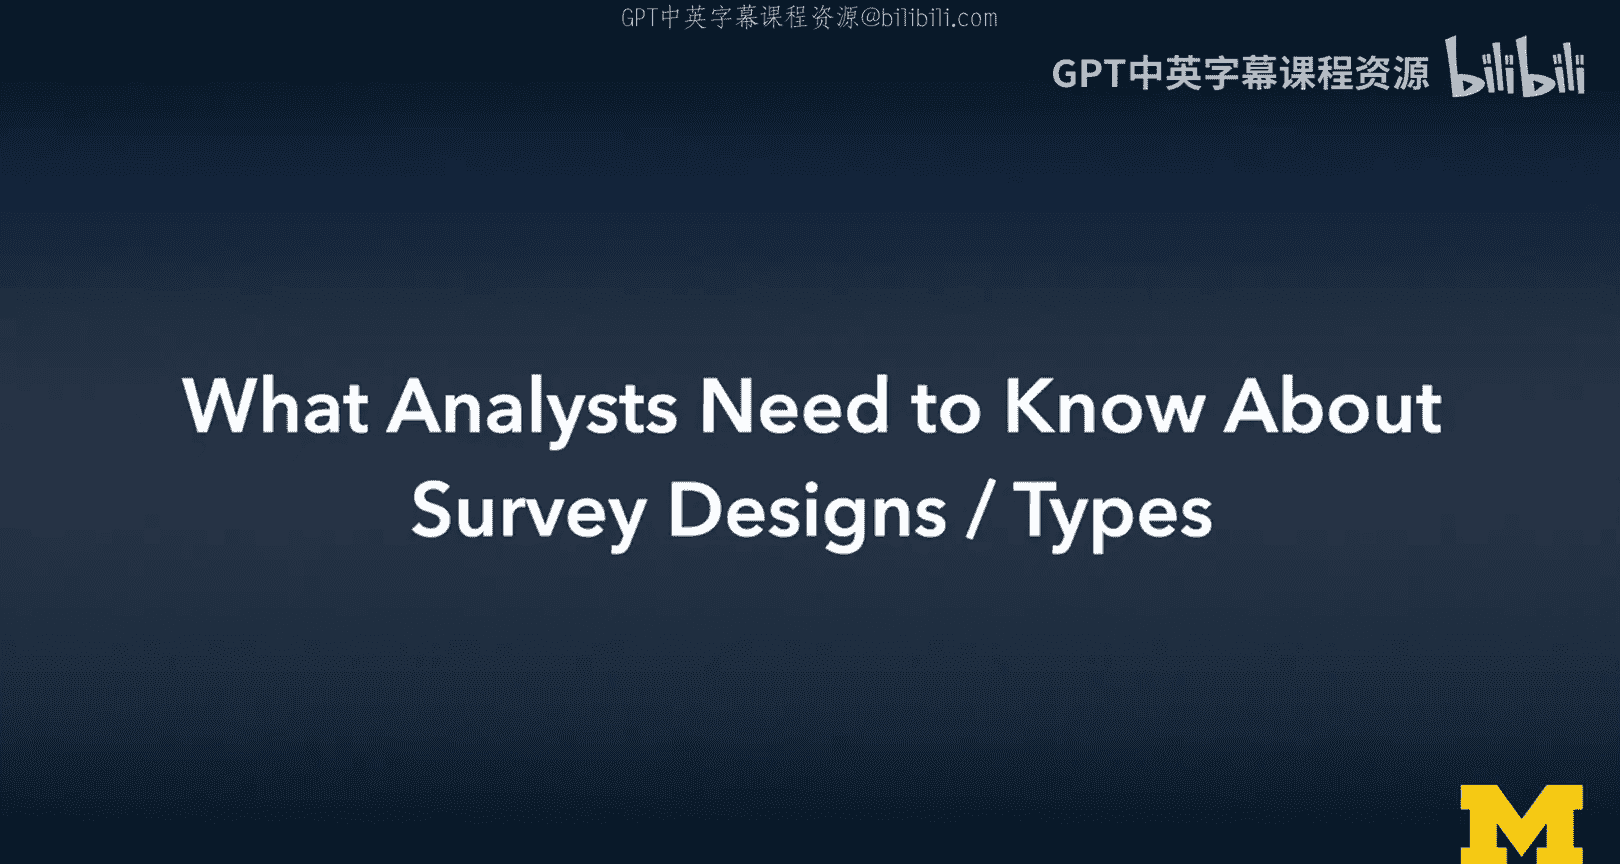 GPT中英字幕课程资源@bilibili.com
GPT中英字幕课程资源 bilibili
What Analysts Need to Know About
Survey Designs / Types
M